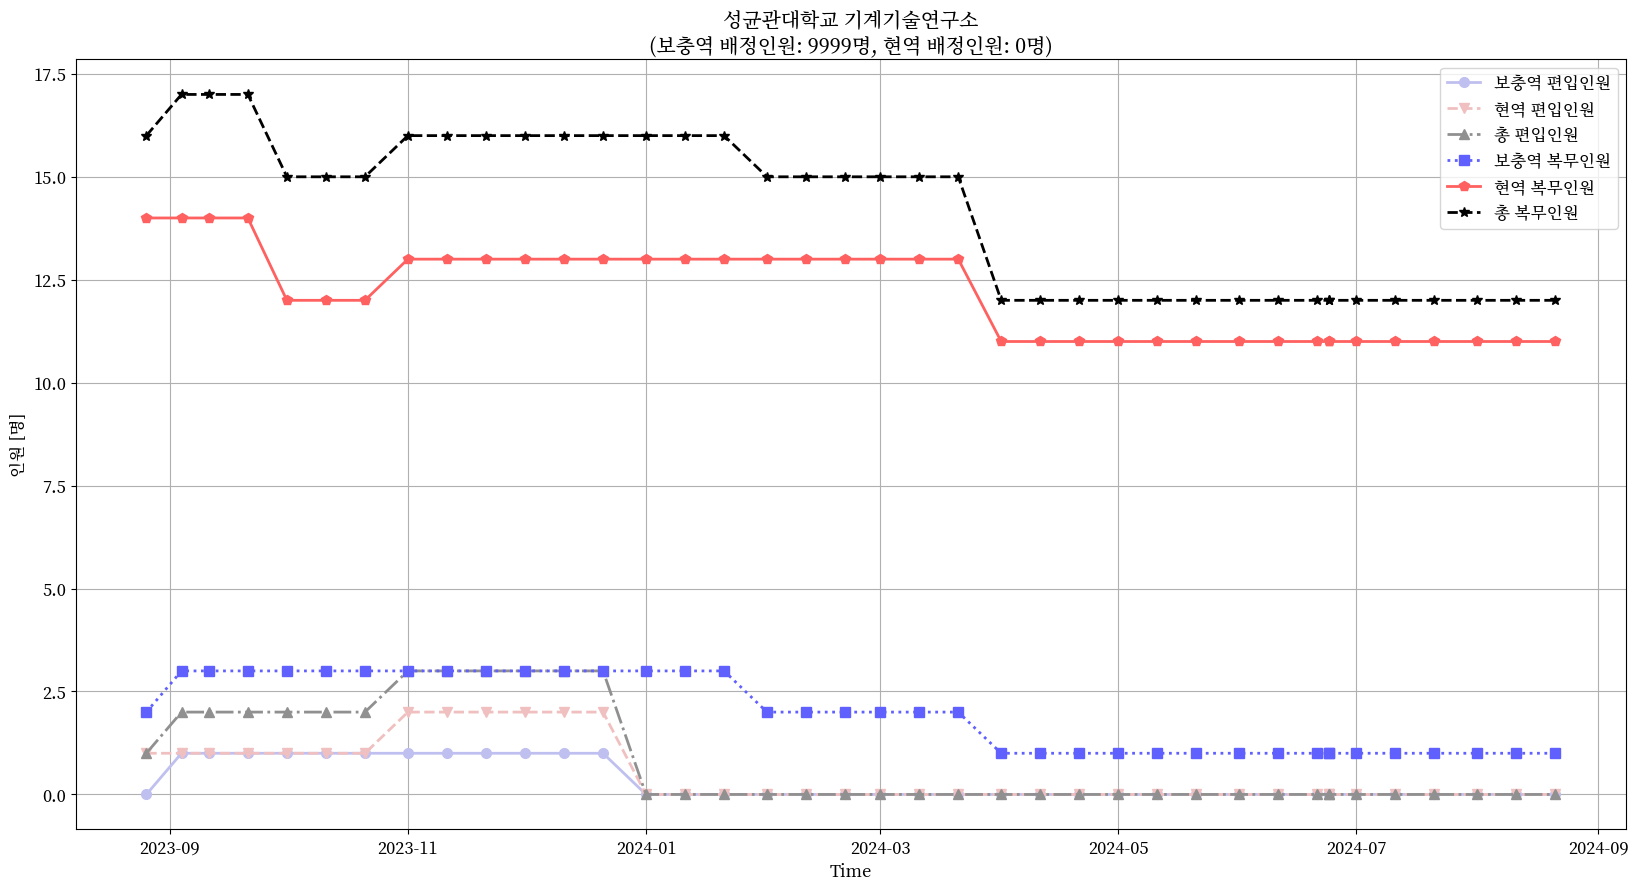 성균관대학교 기계기술연구소
(보충역 배정인원: 9999명, 현역 배정인원: 0명)
보충역 편입인원
현역 편입인원
총 편입인원
보충역 복무인원
현역 복무인원
총 복무인원
인원 [명]
17.5
15.0
12.5
10.0
7.5
5.0
2.5
0.0
2023-09
2023-11
2024-01
2024-03
2024-05
2024-07
2024-09
Time